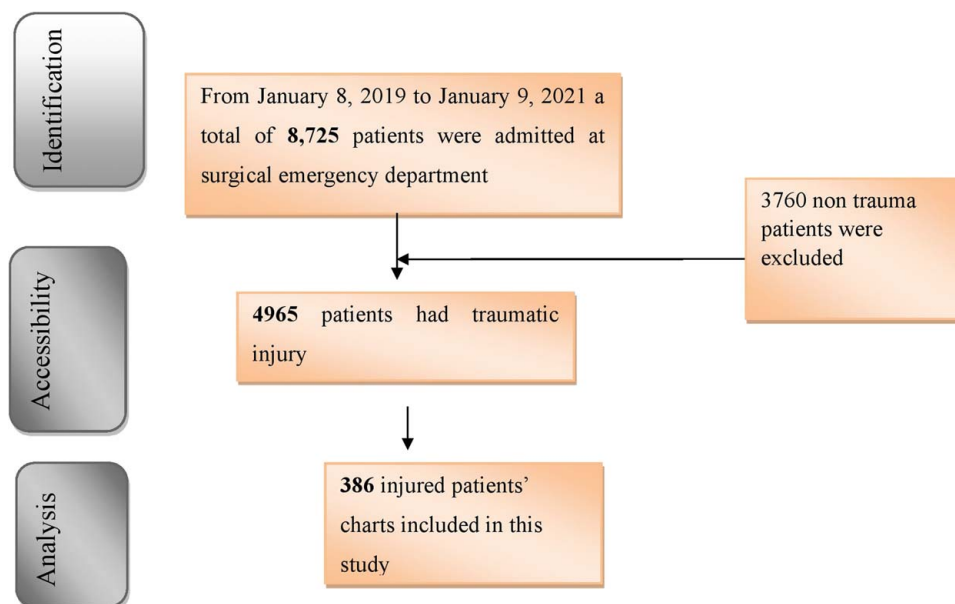 Identification
From January 8, 2019 to January 9, 2021 a
total of 8,725 patients were admitted at
surgical emergency department
3760 non trauma
patients were
excluded
Accessibility
4965 patients had traumatic
injury
Analysis
386 injured patients’
charts included in this
study